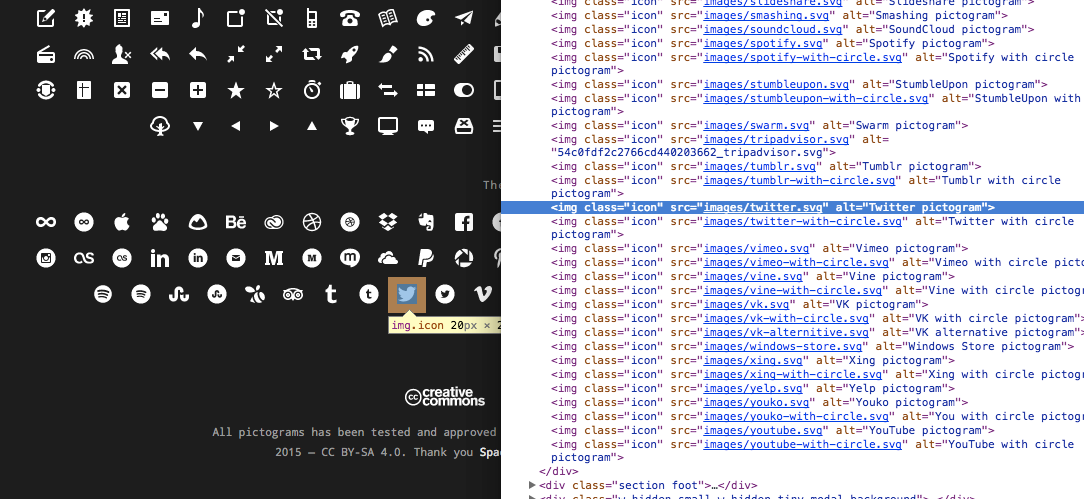 The
img.icon 20px × 2
creative
commons
All pictograms has been tested and approved
2015 — CC BY-SA 4.0. Thank you Spac
<img class="icon" src="images/slideshare.svg" alt="Slideshare pictogram">
<img class="icon" src="images/smashing.svg" alt="Smashing pictogram">
<img class="icon" src="images/soundcloud.svg" alt="SoundCloud pictogram">
<img class="icon" src="images/spotify.svg" alt="Spotify pictogram">
<img class="icon" src="images/spotify-with-circle.svg" alt="Spotify with circle
pictogram">
<img class="icon" src="images/stumbleupon.svg" alt="StumbleUpon pictogram">
<img class="icon" src="images/stumbleupon-with-circle.svg" alt="StumbleUpon with
pictogram">
<img class="icon" src="images/swarm.svg" alt="Swarm pictogram">
<img class="icon" src="images/tripadvisor.svg" alt=
"54c0fdf2c2766cd440203662_tripadvisor.svg">
<img class="icon" src="images/tumblr.svg" alt="Tumblr pictogram">
<img class="icon" src="images/tumblr-with-circle.svg" alt="Tumblr with circle
pictogram">
<img class="icon" src="images/twitter.svg" alt="Twitter pictogram">
<img class="icon" src="images/twitter-with-circle.svg" alt="Twitter with circle
pictogram">
<img class="icon" src="images/vimeo.svg" alt="Vimeo pictogram">
<img class="icon" src="images/vimeo-with-circle.svg" alt="Vimeo with circle pict
<img class="icon" src="images/vine.svg" alt="Vine pictogram">
<img class="icon" src="images/vine-with-circle.svg" alt="Vine with circle pictog
<img class="icon" src="images/vk.svg" alt="VK pictogram">
<img class="icon" src="images/vk-with-circle.svg" alt="VK with circle pictogram"
<img class="icon" src="images/vk-alternitive.svg" alt="VK alternative pictogram"
<img class="icon" src="images/windows-store.svg" alt="Windows Store pictogram">
<img class="icon" src="images/xing.svg" alt="Xing pictogram">
<img class="icon" src="images/xing-with-circle.svg" alt="Xing with circle pictog
<img class="icon" src="images/yelp.svg" alt="Yelp pictogram">
<img class="icon" src="images/youko.svg" alt="Youko pictogram">
<img class="icon" src="images/youko-with-circle.svg" alt="You with circle pictog
<img class="icon" src="images/youtube.svg" alt="YouTube pictogram">
<img class="icon" src="images/youtube-with-circle.svg" alt="YouTube with circle
pictogram">
</div>
<div class="section foot">…</div>
<div class="w-hidden-small w-hidden-tiny modal-background">…</div>